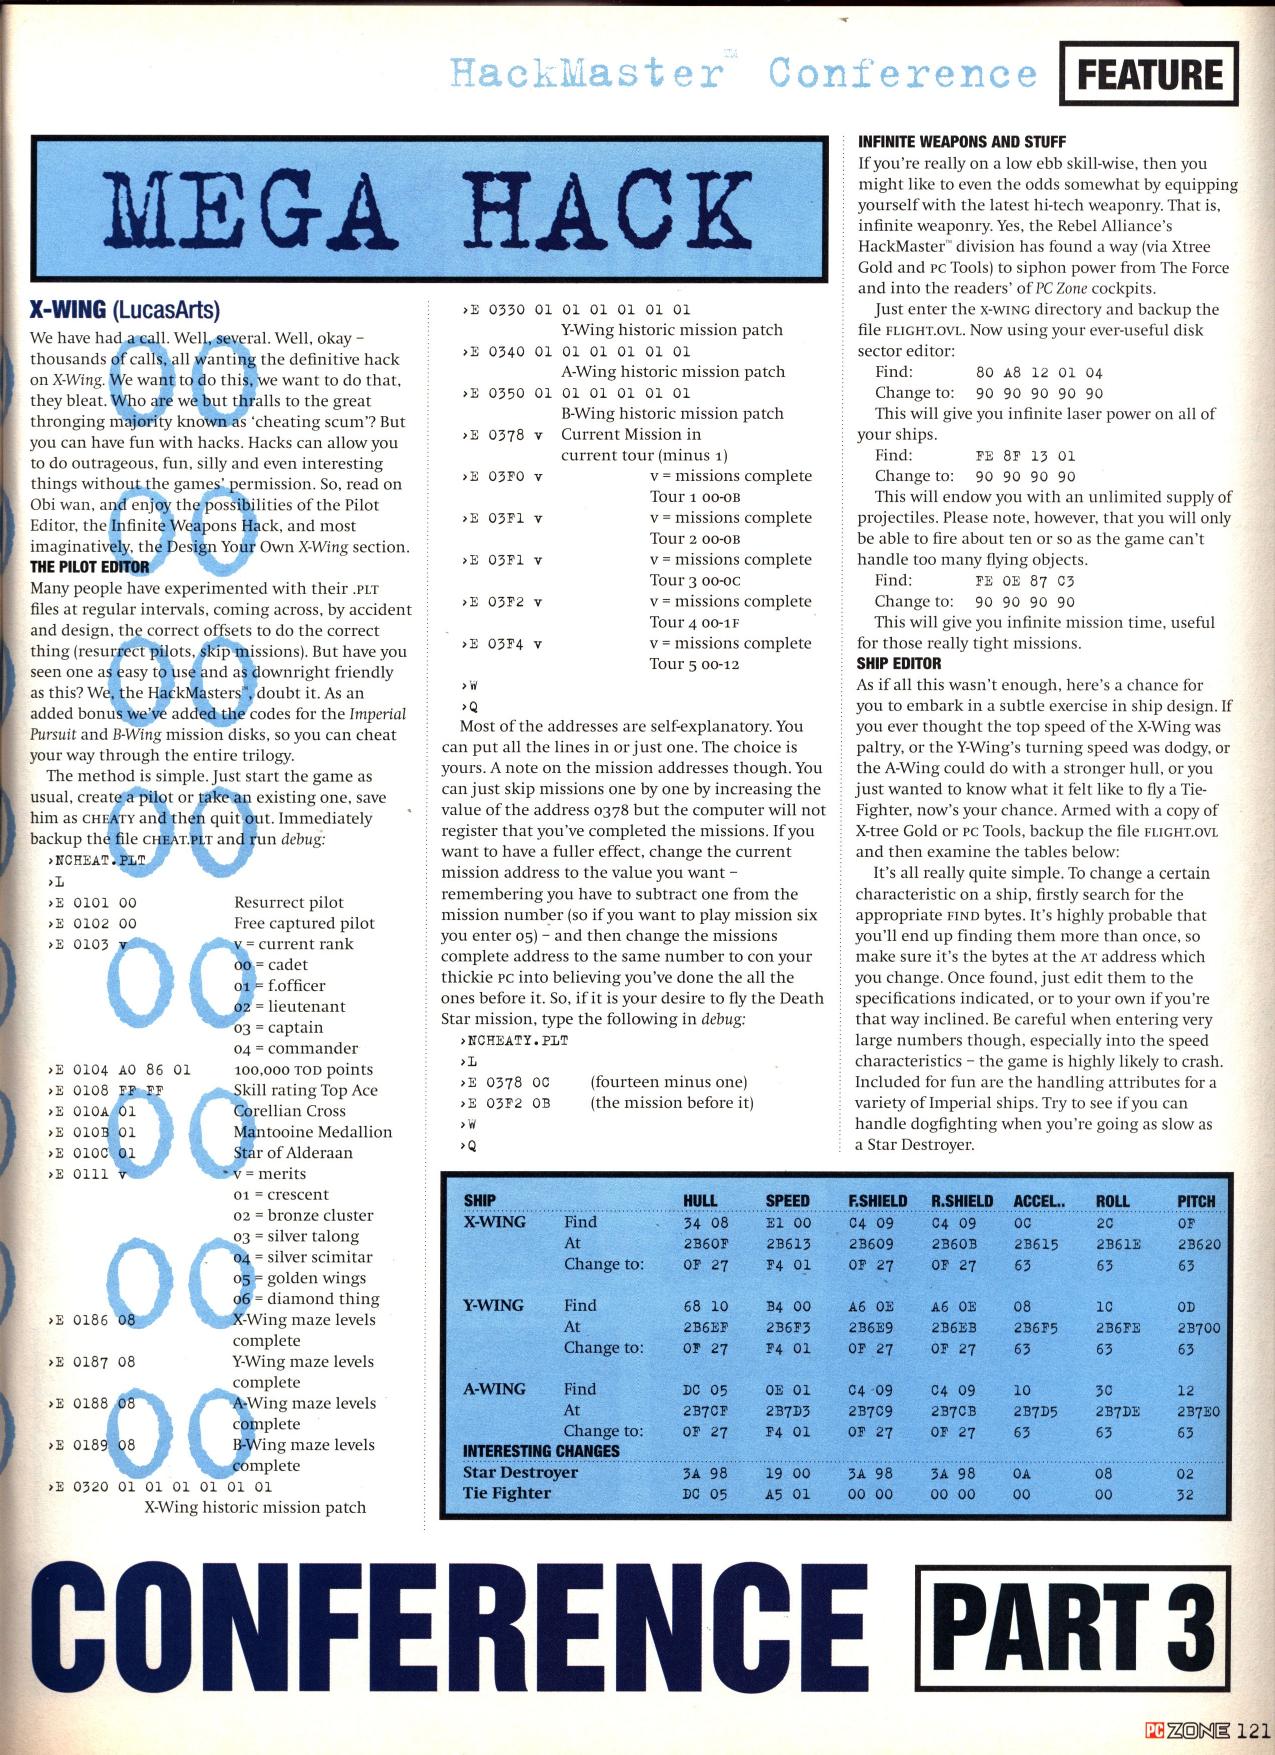 HackMaster™ Conference
FEATURE
MEGA HACK
X-WING (LucasArts)
We have had a call. Well, several. Well, okay –
thousands of calls, all wanting the definitive hack
on X-Wing. We want to do this, we want to do that,
they bleat. Who are we but thralls to the great
thronging majority known as 'cheating scum'? But
you can have fun with hacks. Hacks can allow you
to do outrageous, fun, silly and even interesting
things without the games' permission. So, read on
Obi wan, and enjoy the possibilities of the Pilot
Editor, the Infinite Weapons Hack, and most
imaginatively, the Design Your Own X-Wing section.
THE PILOT EDITOR
Many people have experimented with their .PLT
files at regular intervals, coming across, by accident
and design, the correct offsets to do the correct
thing (resurrect pilots, skip missions). But have you
seen one as easy to use and as downright friendly
as this? We, the HackMasters™, doubt it. As an
added bonus we've added the codes for the Imperial
Pursuit and B-Wing mission disks, so you can cheat
your way through the entire trilogy.
The method is simple. Just start the game as
usual, create a pilot or take an existing one, save
him as CHEATY and then quit out. Immediately
backup the file CHEAT.PLT and run debug:
>NCHEAT.PLT
>L
>E 0101 00 Resurrect pilot
>E 0102 00 Free captured pilot
>E 0103 v v = current rank
00 = cadet
01 = f.officer
02 = lieutenant
03 = captain
04 = commander
>E 0104 A0 86 01 100,000 TOD points
>E 0108 FF FF Skill rating Top Ace
>E 010A 01 Corellian Cross
>E 010B 01 Mantooine Medallion
>E 010C 01 Star of Alderaan
>E 0111 v v = merits
01 = crescent
02 = bronze cluster
03 = silver talong
04 = silver scimitar
05 = golden wings
06 = diamond thing
>E 0186 08 X-Wing maze levels
complete
>E 0187 08 Y-Wing maze levels
complete
>E 0188 08 A-Wing maze levels
complete
>E 0189 08 B-Wing maze levels
complete
>E 0320 01 01 01 01 01 01
X-Wing historic mission patch
>E 0330 01 01 01 01 01 01
Y-Wing historic mission patch
>E 0340 01 01 01 01 01 01
A-Wing historic mission patch
>E 0350 01 01 01 01 01 01
B-Wing historic mission patch
>E 0378 v Current Mission in
current tour (minus 1)
>E 03F0 v v = missions complete
Tour 1 00-0B
>E 03F1 v v = missions complete
Tour 2 00-0B
>E 03F1 v v = missions complete
Tour 3 00-0C
>E 03F2 v v = missions complete
Tour 4 00-1F
>E 03F4 v v = missions complete
Tour 5 00-12
>W
>Q
Most of the addresses are self-explanatory. You
can put all the lines in or just one. The choice is
yours. A note on the mission addresses though. You
can just skip missions one by one by increasing the
value of the address 0378 but the computer will not
register that you've completed the missions. If you
want to have a fuller effect, change the current
mission address to the value you want –
remembering you have to subtract one from the
mission number (so if you want to play mission six
you enter 05) – and then change the missions
complete address to the same number to con your
thickie PC into believing you've done the all the
ones before it. So, if it is your desire to fly the Death
Star mission, type the following in debug:
>NCHEATY.PLT
>L
>E 0378 0C (fourteen minus one)
>E 03F2 0B (the mission before it)
>W
>Q
INFINITE WEAPONS AND STUFF
If you're really on a low ebb skill-wise, then you
might like to even the odds somewhat by equipping
yourself with the latest hi-tech weaponry. That is,
infinite weaponry. Yes, the Rebel Alliance's
HackMaster™ division has found a way (via Xtree
Gold and PC Tools) to siphon power from The Force
and into the readers' of PC Zone cockpits.
Just enter the X-WING directory and backup the
file FLIGHT.OVL. Now using your ever-useful disk
sector editor:
Find: 80 A8 12 01 04
Change to: 90 90 90 90 90
This will give you infinite laser power on all of
your ships.
Find: FE 8F 13 01
Change to: 90 90 90 90
This will endow you with an unlimited supply of
projectiles. Please note, however, that you will only
be able to fire about ten or so as the game can't
handle too many flying objects.
Find: FE 0E 87 C3
Change to: 90 90 90 90
This will give you infinite mission time, useful
for those really tight missions.
SHIP EDITOR
As if all this wasn't enough, here's a chance for
you to embark in a subtle exercise in ship design. If
you ever thought the top speed of the X-Wing was
paltry, or the Y-Wing's turning speed was dodgy, or
the A-Wing could do with a stronger hull, or you
just wanted to know what it felt like to fly a Tie-
Fighter, now's your chance. Armed with a copy of
X-tree Gold or PC Tools, backup the file FLIGHT.OVL
and then examine the tables below:
It's all really quite simple. To change a certain
characteristic on a ship, firstly search for the
appropriate FIND bytes. It's highly probable that
you'll end up finding them more than once, so
make sure it's the bytes at the AT address which
you change. Once found, just edit them to the
specifications indicated, or to your own if you're
that way inclined. Be careful when entering very
large numbers though, especially into the speed
characteristics – the game is highly likely to crash.
Included for fun are the handling attributes for a
variety of Imperial ships. Try to see if you can
handle dogfighting when you're going as slow as
a Star Destroyer.
SHIP HULL SPEED F.SHIELD R.SHIELD ACCEL.. ROLL PITCH
X-WING Find 34 08 E1 00 C4 09 C4 09 0C 2C 0F
At 2B60F 2B613 2B609 2B60B 2B615 2B61E 2B620
Change to: 0F 27 F4 01 0F 27 0F 27 63 63 63
Y-WING Find 68 10 B4 00 A6 0E A6 0E 08 1C 0D
At 2B6EF 2B6F3 2B6E9 2B6EB 2B6F5 2B6FE 2B700
Change to: 0F 27 F4 01 0F 27 0F 27 63 63 63
A-WING Find DC 05 0E 01 C4 09 C4 09 10 3C 12
At 2B7CF 2B7D3 2B7C9 2B7CB 2B7D5 2B7DE 2B7E0
Change to: 0F 27 F4 01 0F 27 0F 27 63 63 63
INTERESTING CHANGES
Star Destroyer 3A 98 19 00 3A 98 3A 98 0A 08 02
Tie Fighter DC 05 A5 01 00 00 00 00 00 00 32
CONFERENCE
PART 3
PC ZONE 121
00
00
00
00
00
00
00
00